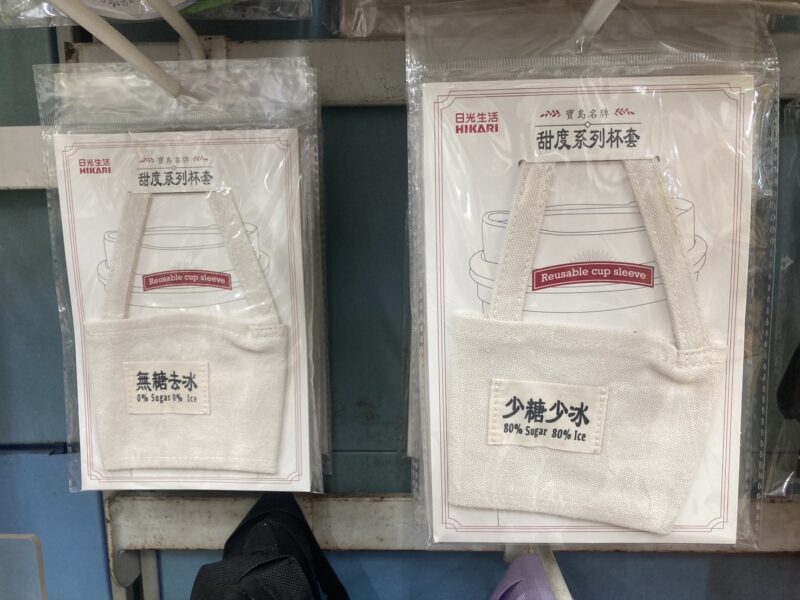 日光生活
HIKARI
寶島名牌
甜度系列杯套
Reusable cup sleeve
無糖去冰
0% Sugar 0% Ice
日光生活
HIKARI
寶島名牌
甜度系列杯套
Reusable cup sleeve
少糖少冰
80% Sugar 80% Ice